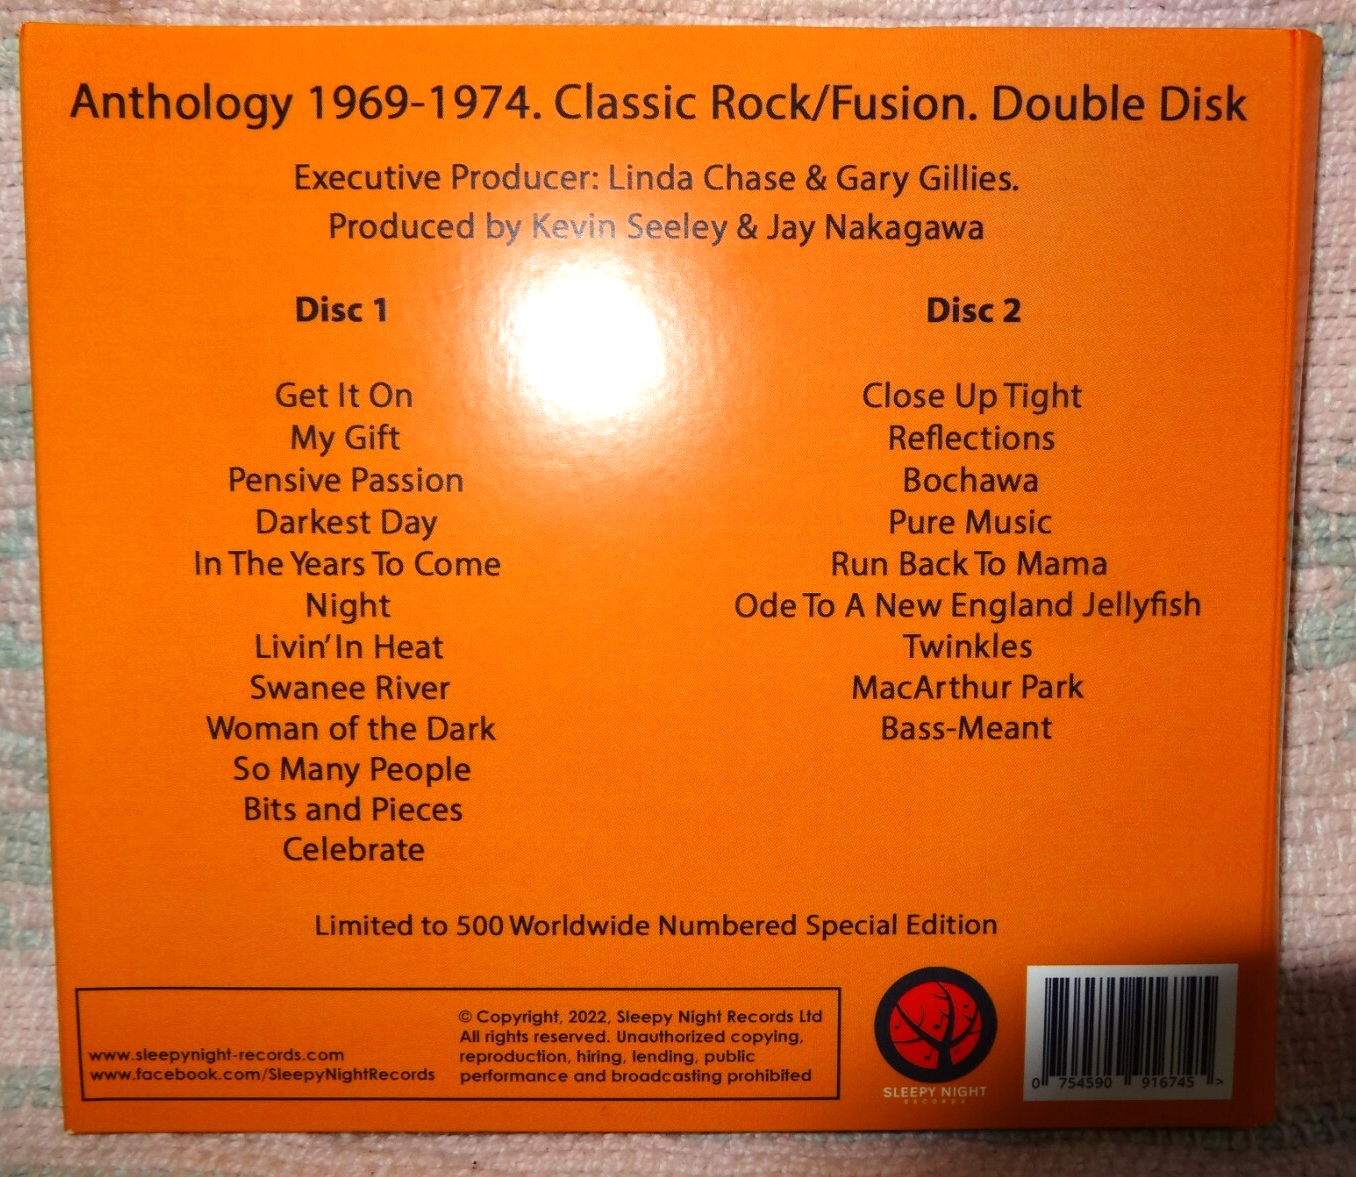 Anthology 1969-1974. Classic Rock/Fusion. Double Disk
Executive Producer: Linda Chase & Gary Gillies.
Produced by Kevin Seeley & Jay Nakagawa
Disc 1
Get It On
My Gift
Pensive Passion
Darkest Day
In The Years To Come
Night
Livin' In Heat
Swanee River
Woman of the Dark
So Many People
Bits and Pieces
Celebrate
Disc 2
Close Up Tight
Reflections
Bochawa
Pure Music
Run Back To Mama
Ode To A New England Jellyfish
Twinkles
MacArthur Park
Bass-Meant
Limited to 500 Worldwide Numbered Special Edition
www.sleepynight-records.com
www.facebook.com/SleepyNightRecords
© Copyright, 2022, Sleepy Night Records Ltd
All rights reserved. Unauthorized copying,
reproduction, hiring, lending, public
performance and broadcasting prohibited
SLEEPY NIGHT
RECORDS
0 754590 916745 >